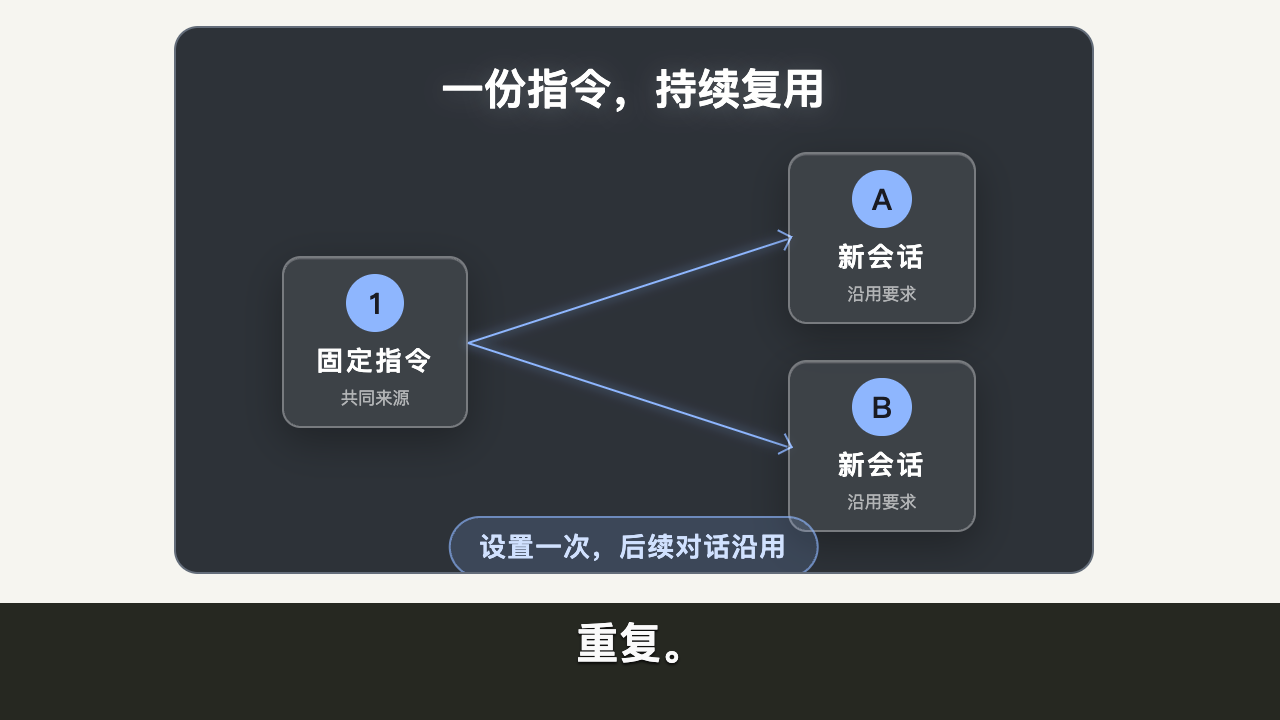 一份指令，持续复用
1
固定指令
共同来源
A
新会话
沿用要求
B
新会话
沿用要求
设置一次，后续对话沿用
重复。